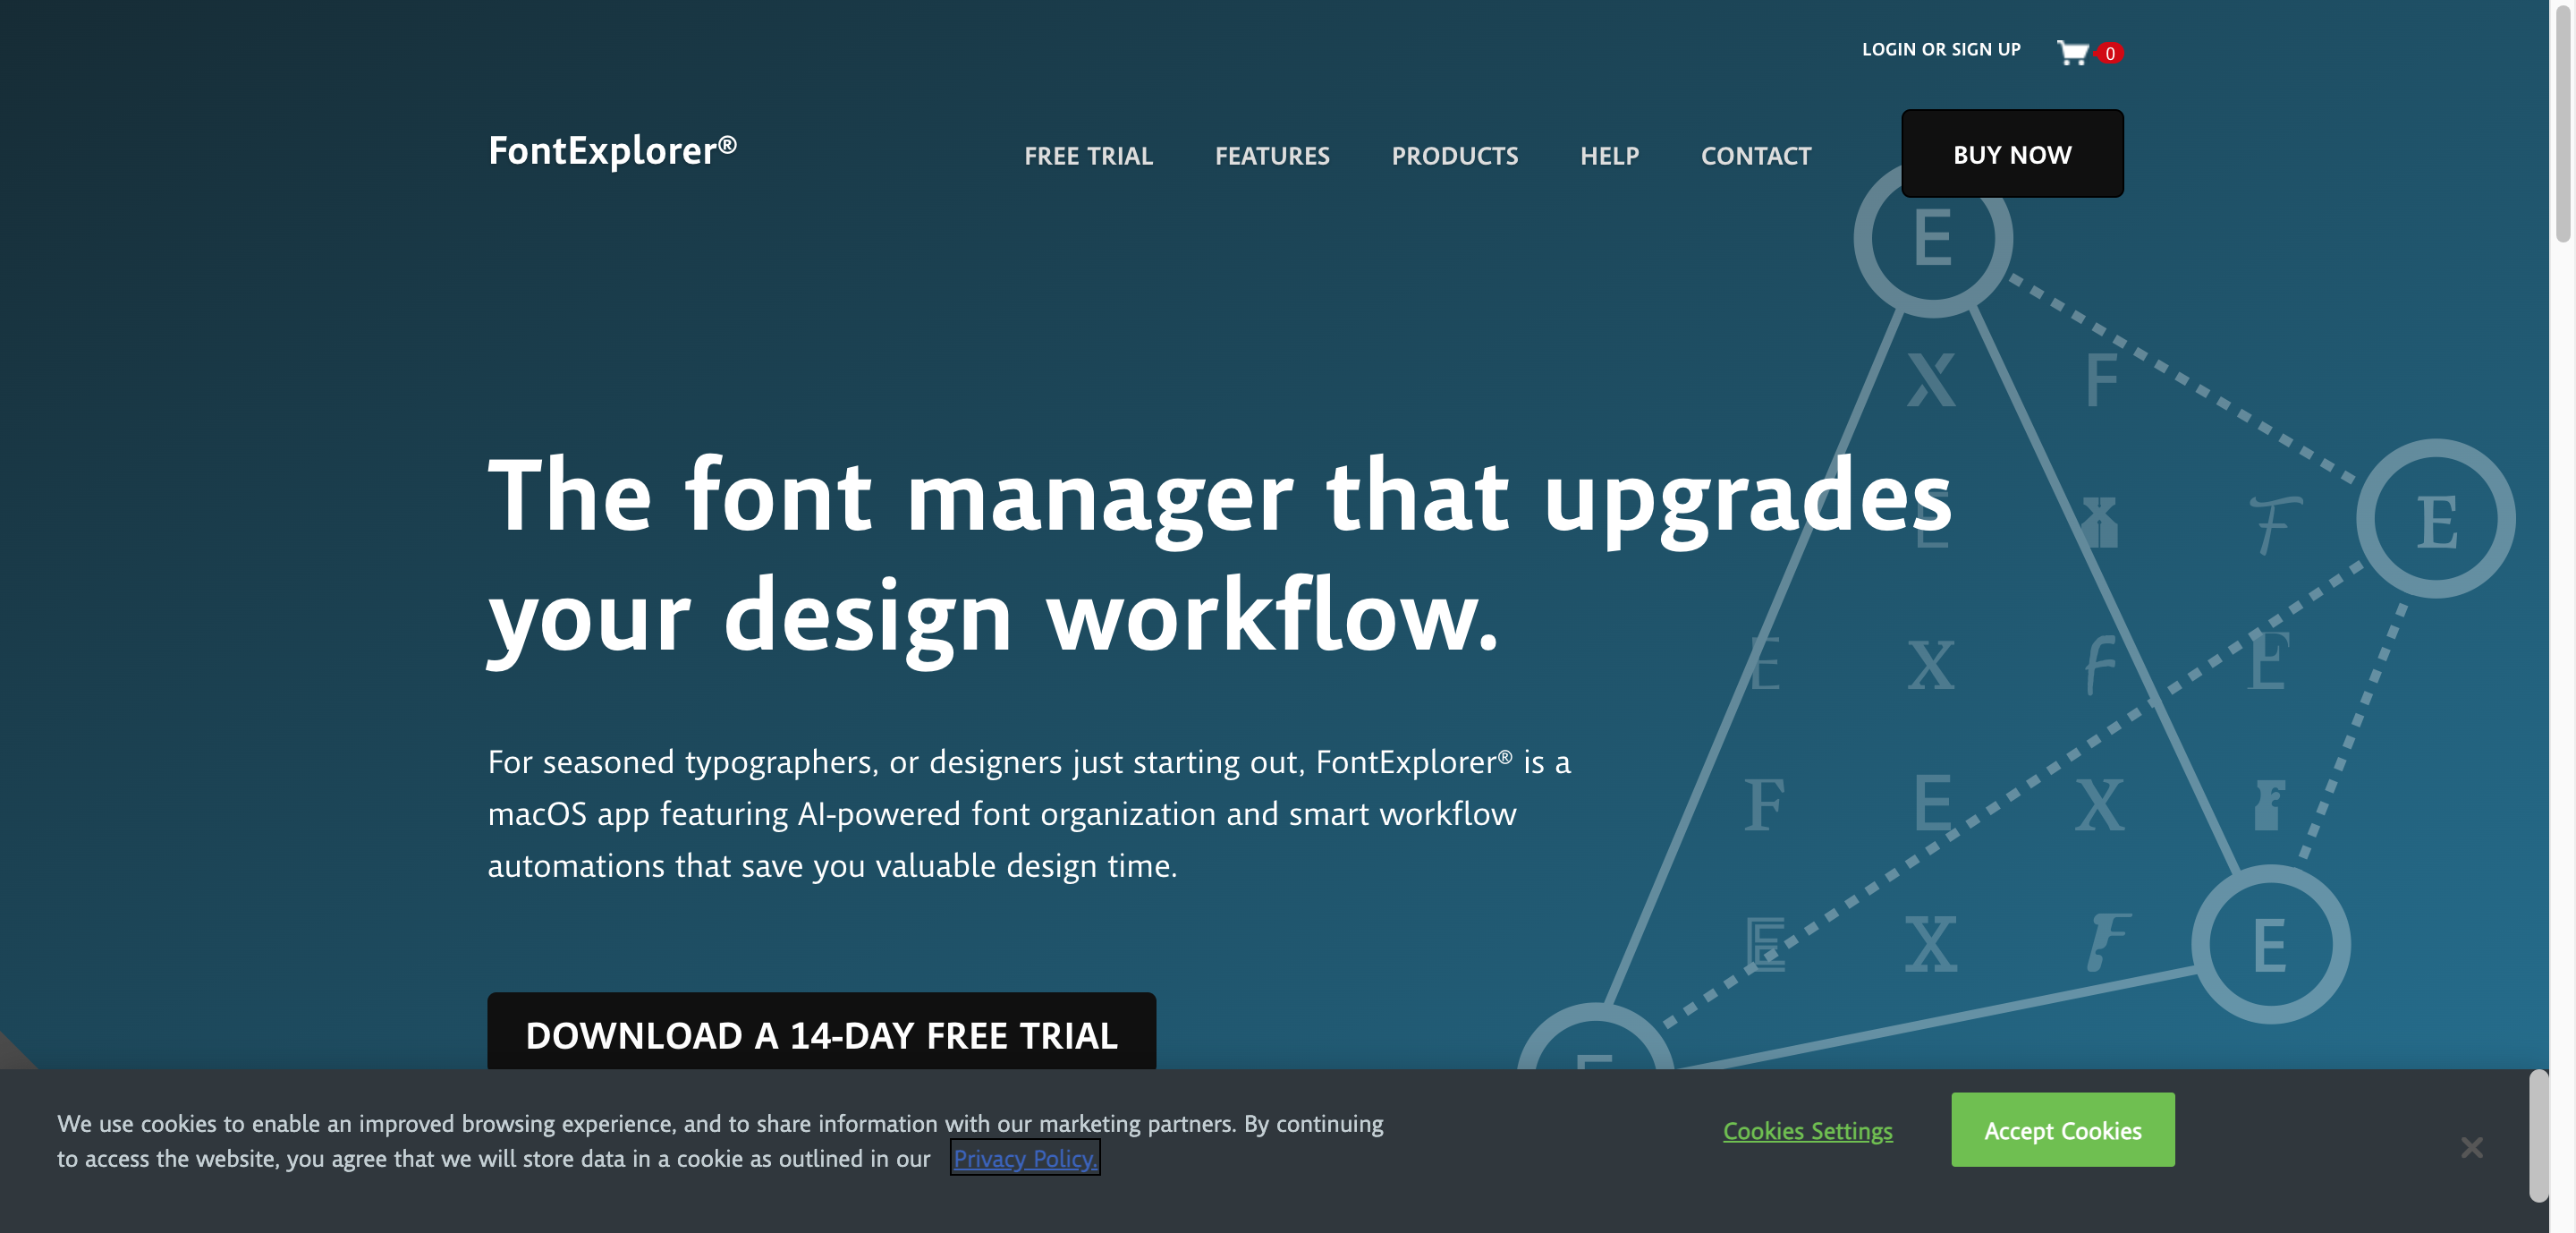 LOGIN OR SIGN UP
0
FontExplorer®
FREE TRIAL
FEATURES
PRODUCTS
HELP
CONTACT
BUY NOW
The font manager that upgrades
your design workflow.
For seasoned typographers, or designers just starting out, FontExplorer® is a
macOS app featuring AI-powered font organization and smart workflow
automations that save you valuable design time.
DOWNLOAD A 14-DAY FREE TRIAL
E
X F
E X F E
E X f E
F E X F
E X F E
We use cookies to enable an improved browsing experience, and to share information with our marketing partners. By continuing
to access the website, you agree that we will store data in a cookie as outlined in our Privacy Policy.
Cookies Settings
Accept Cookies